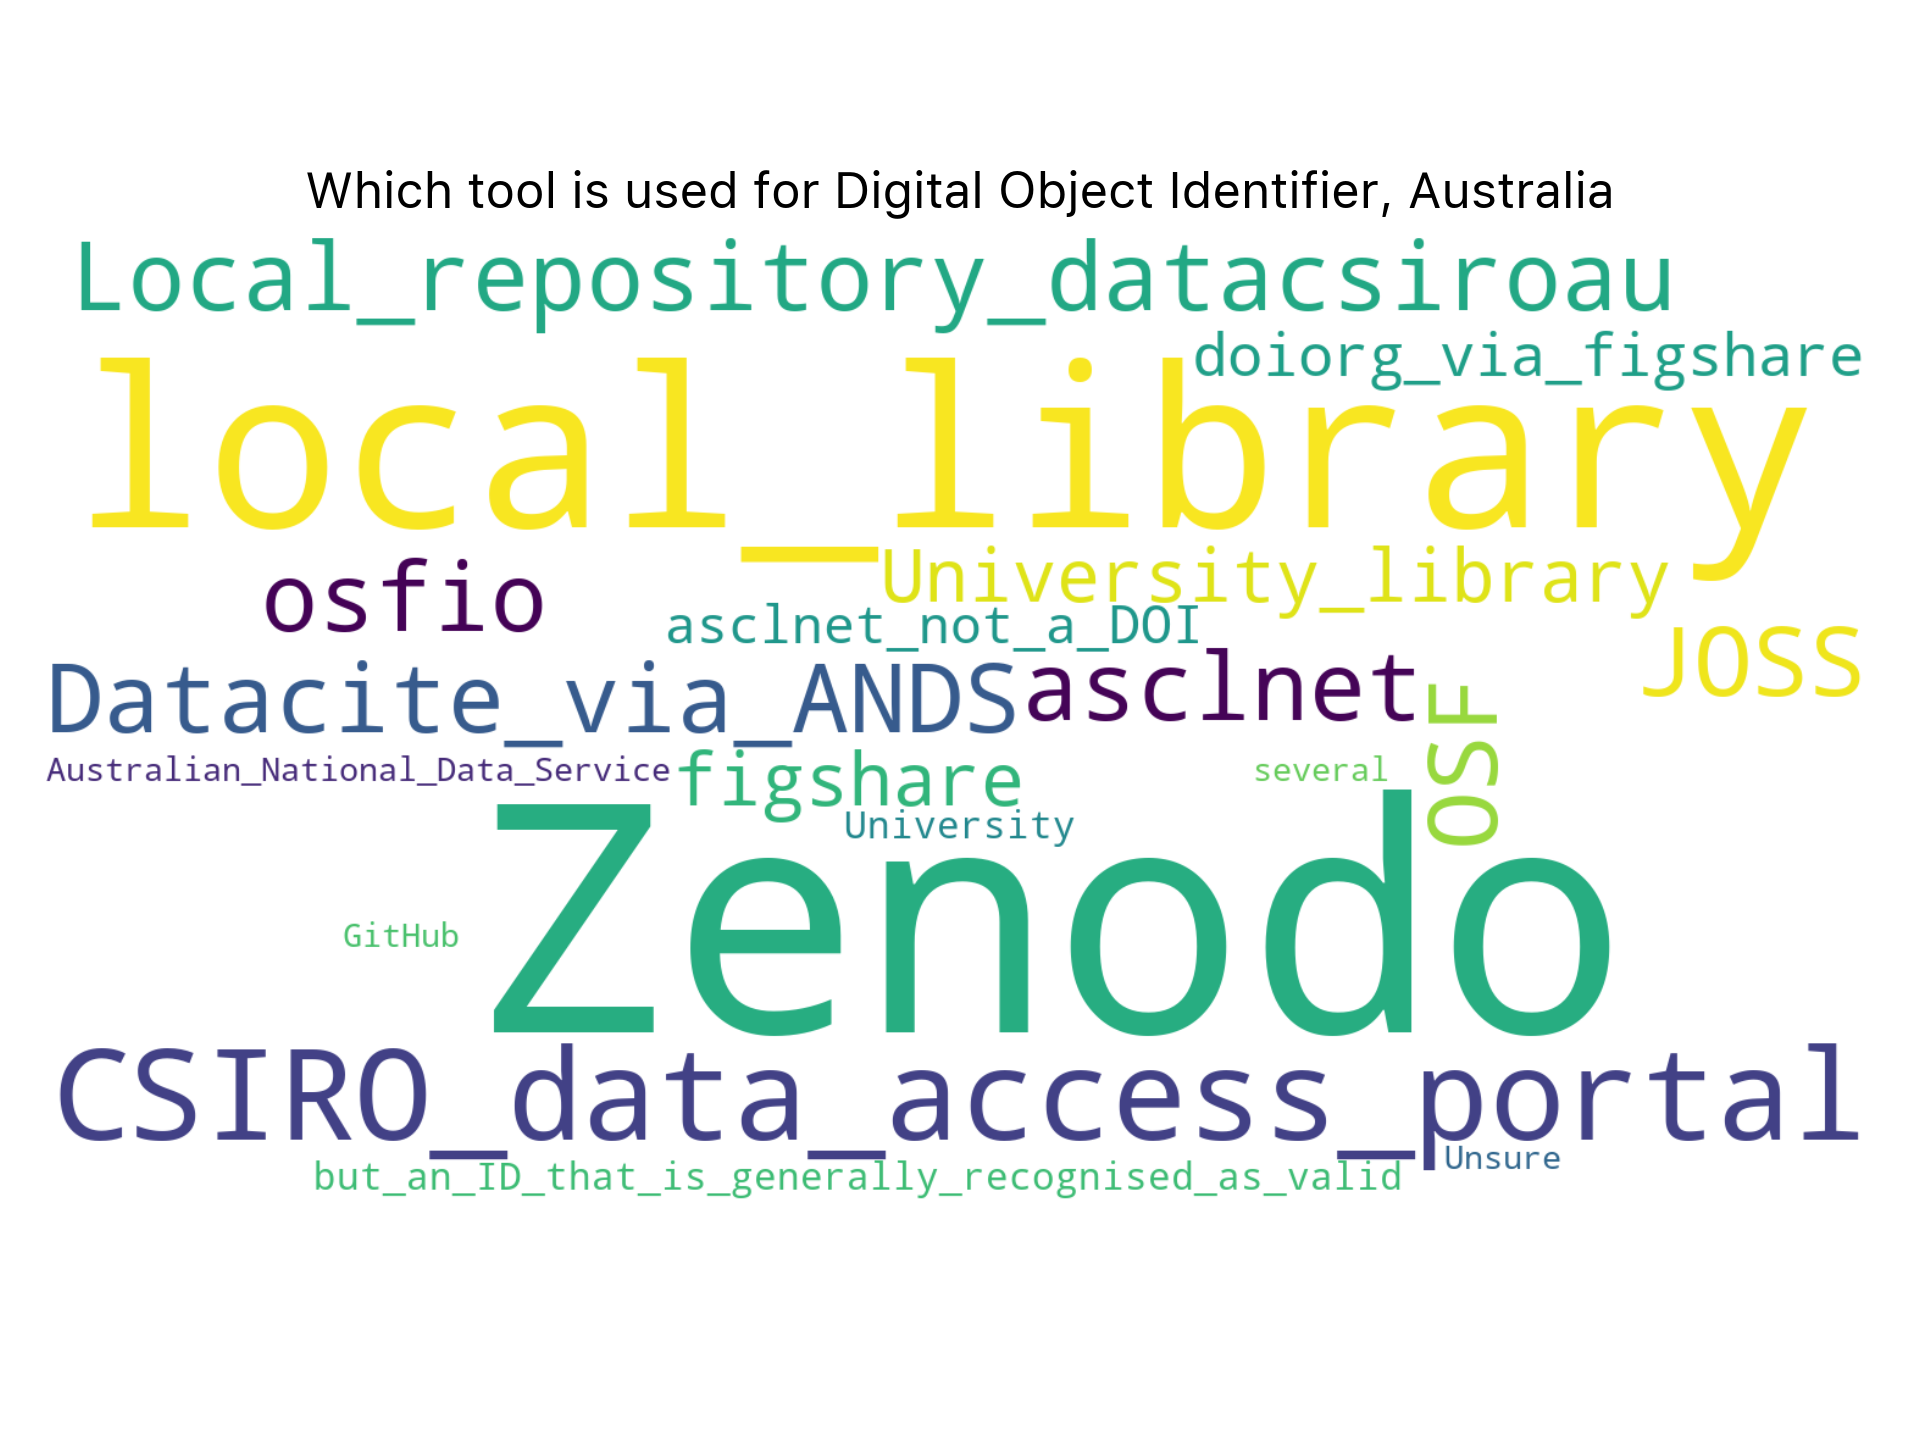 Which tool is used for Digital Object Identifier, Australia
Local_repository_datacsiroau
doiorg_via_figshare
local_library
University_library
osfio
asclnet_not_a_DOI
JOSS
Datacite_via_ANDS
asclnet
OSF
Australian_National_Data_Service
figshare
several
University
Zenodo
GitHub
CSIRO_data_access_portal
Unsure
but_an_ID_that_is_generally_recognised_as_valid